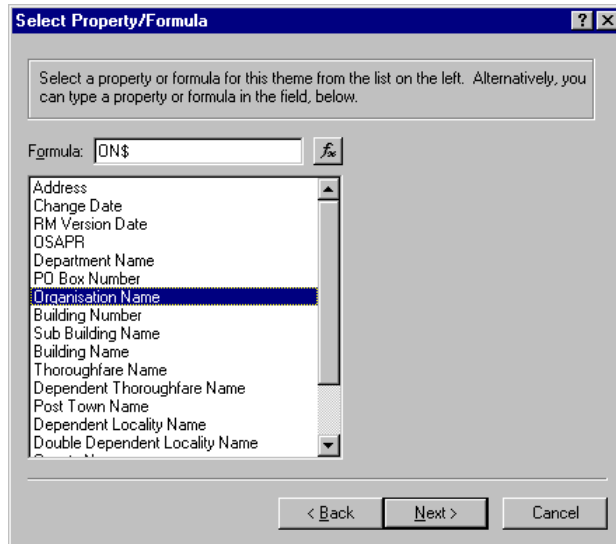 Select Property/Formula
Select a property or formula for this theme from the list on the left. Alternatively, you
can type a property or formula in the field, below.
Formula: ON$
Address
Change Date
RM Version Date
OSAPR
Department Name
PO Box Number
Organisation Name
Building Number
Sub Building Name
Building Name
Thoroughfare Name
Dependent Thoroughfare Name
Post Town Name
Dependent Locality Name
Double Dependent Locality Name
< Back Next > Cancel